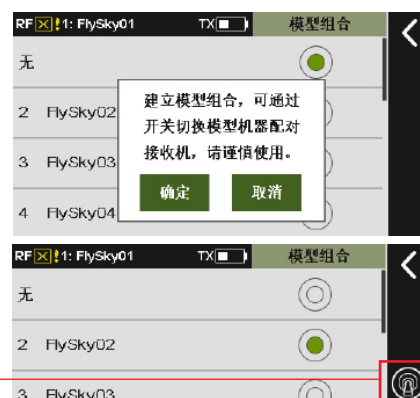 RF 1: FlySky01 TX 模型组合
无
2 FlySky02
3 FlySky03
4 FlySky04
建立模型组合，可通过
开关切换模型机器配对
接收机，请谨慎使用。
确定 取消
RF 1: FlySky01 TX 模型组合
无
2 FlySky02
3 FlySky03